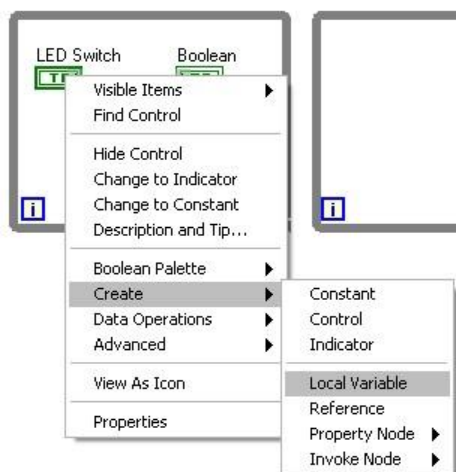 LED Switch
Boolean
Visible Items
Find Control
Hide Control
Change to Indicator
Change to Constant
Description and Tip...
Boolean Palette
Create
Data Operations
Advanced
View As Icon
Properties
Constant
Control
Indicator
Local Variable
Reference
Property Node
Invoke Node
i
i